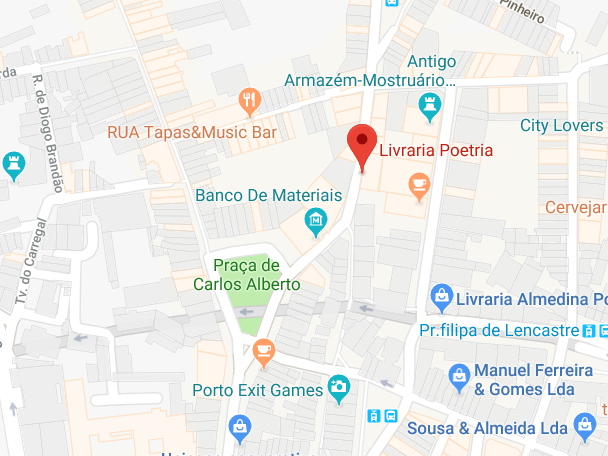 Pinheiro
rda
R. de Diogo Brandão
Antigo
Armazém-Mostruário...
RUA Tapas&Music Bar
City Lovers
Livraria Poetria
Banco De Materiais
Cervejar
Tv. do Carregal
Praça de
Carlos Alberto
Livraria Almedina Po
Pr.filipa de Lencastre
Porto Exit Games
Manuel Ferreira
& Gomes Lda
Sousa & Almeida Lda